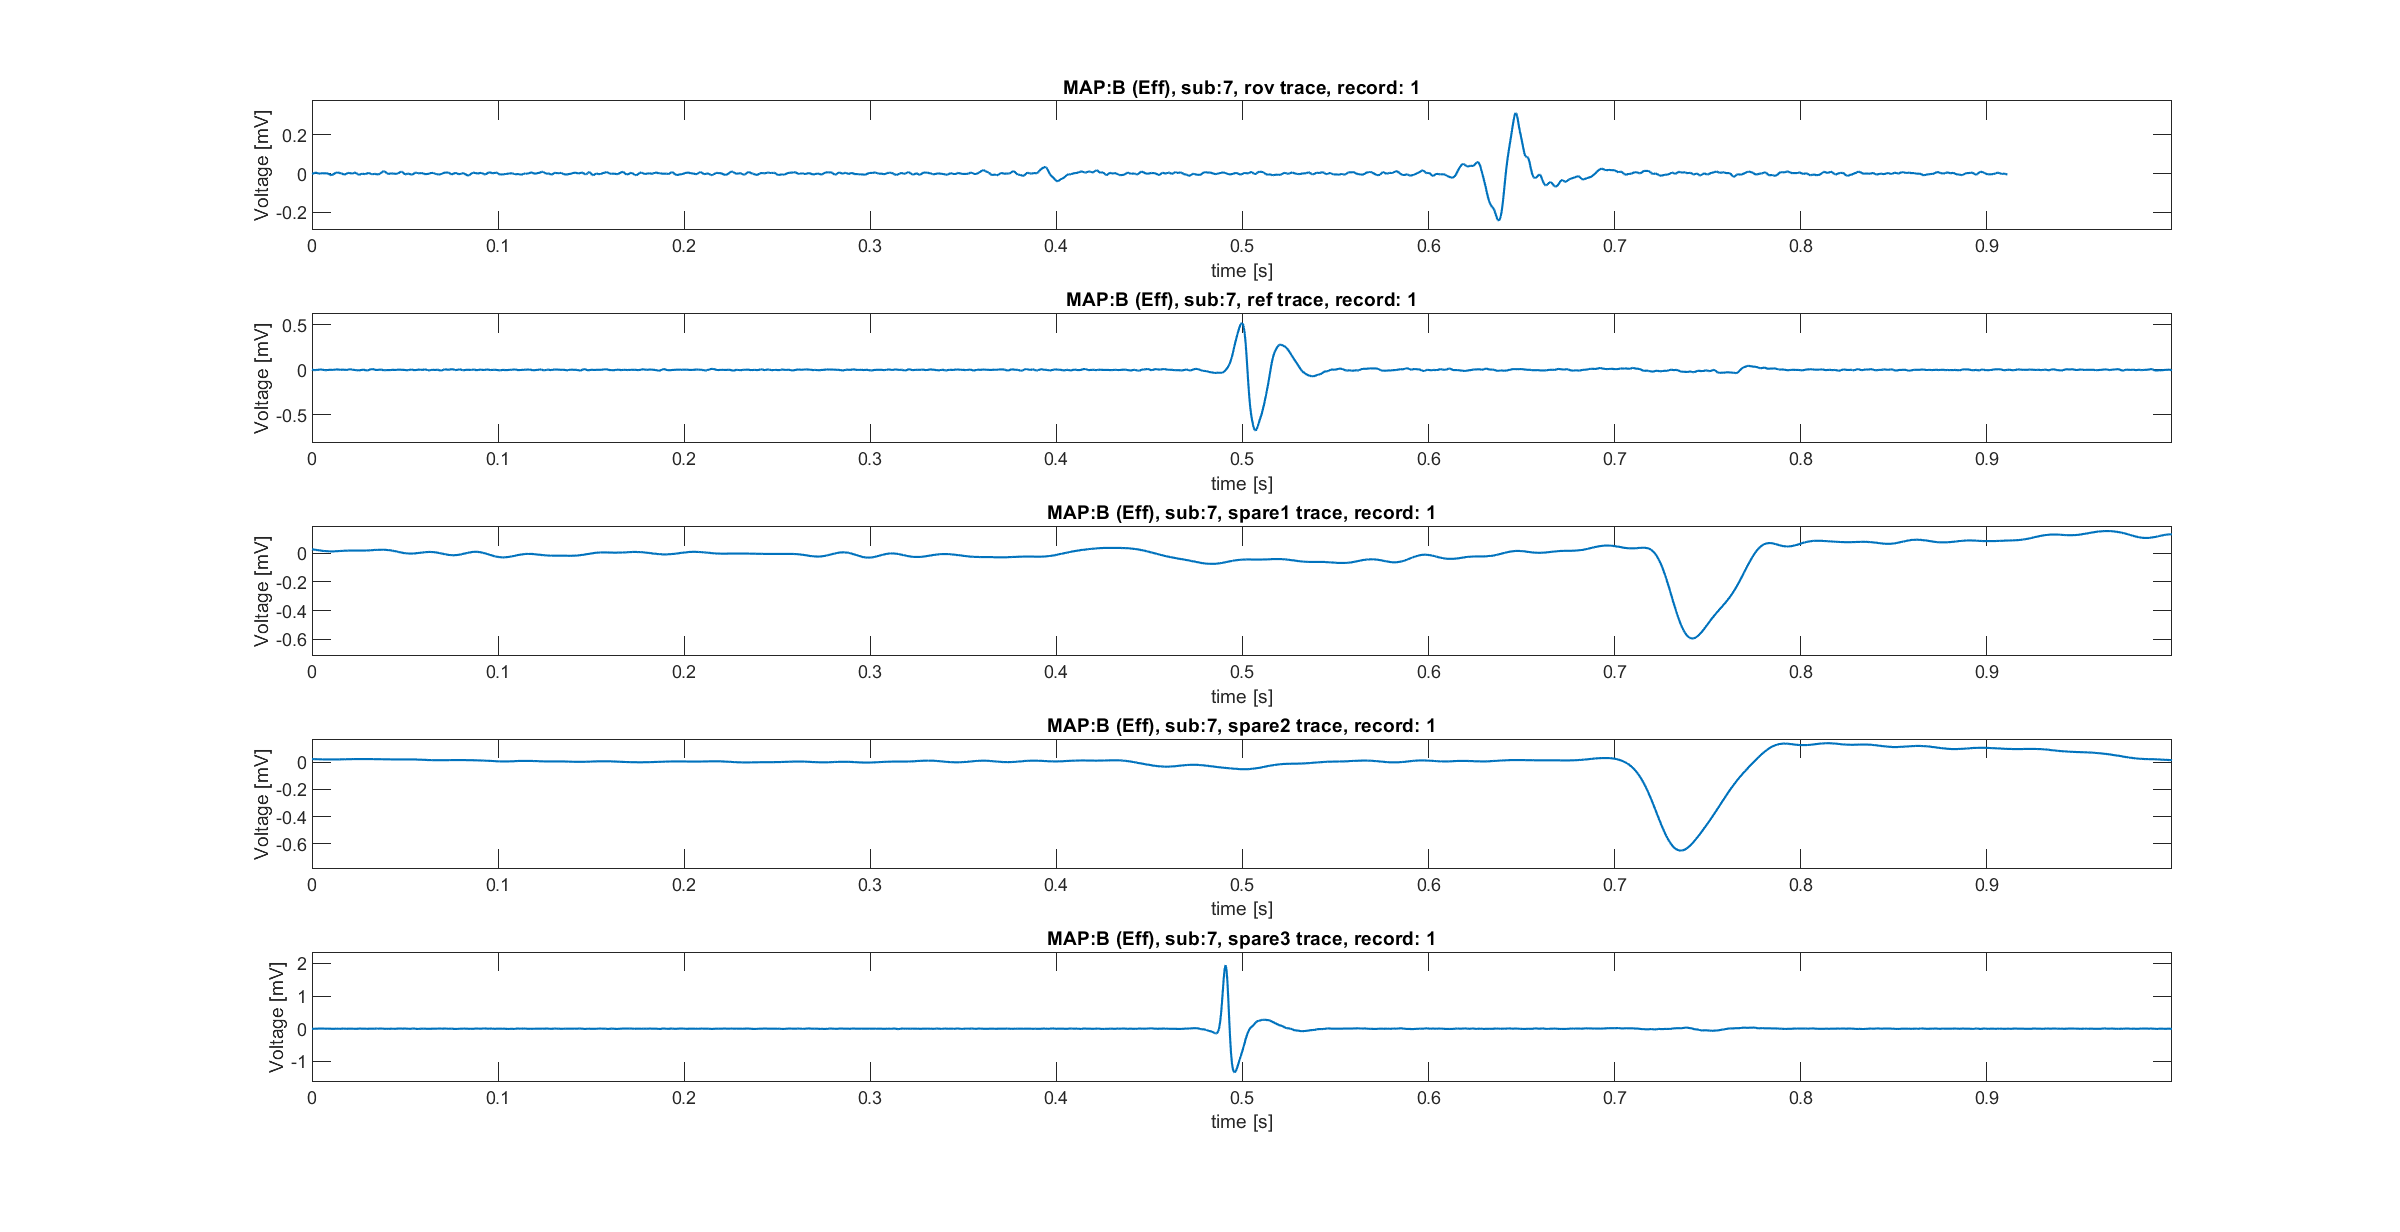 MAP:B (Eff), sub:7, rov trace, record: 1
Voltage [mV]
0.2
0
-0.2
0 0.1 0.2 0.3 0.4 0.5 0.6 0.7 0.8 0.9
time [s]
MAP:B (Eff), sub:7, ref trace, record: 1
Voltage [mV]
0.5
0
-0.5
0 0.1 0.2 0.3 0.4 0.5 0.6 0.7 0.8 0.9
time [s]
MAP:B (Eff), sub:7, spare1 trace, record: 1
Voltage [mV]
0
-0.2
-0.4
-0.6
0 0.1 0.2 0.3 0.4 0.5 0.6 0.7 0.8 0.9
time [s]
MAP:B (Eff), sub:7, spare2 trace, record: 1
Voltage [mV]
0
-0.2
-0.4
-0.6
0 0.1 0.2 0.3 0.4 0.5 0.6 0.7 0.8 0.9
time [s]
MAP:B (Eff), sub:7, spare3 trace, record: 1
Voltage [mV]
2
1
0
-1
0 0.1 0.2 0.3 0.4 0.5 0.6 0.7 0.8 0.9
time [s]